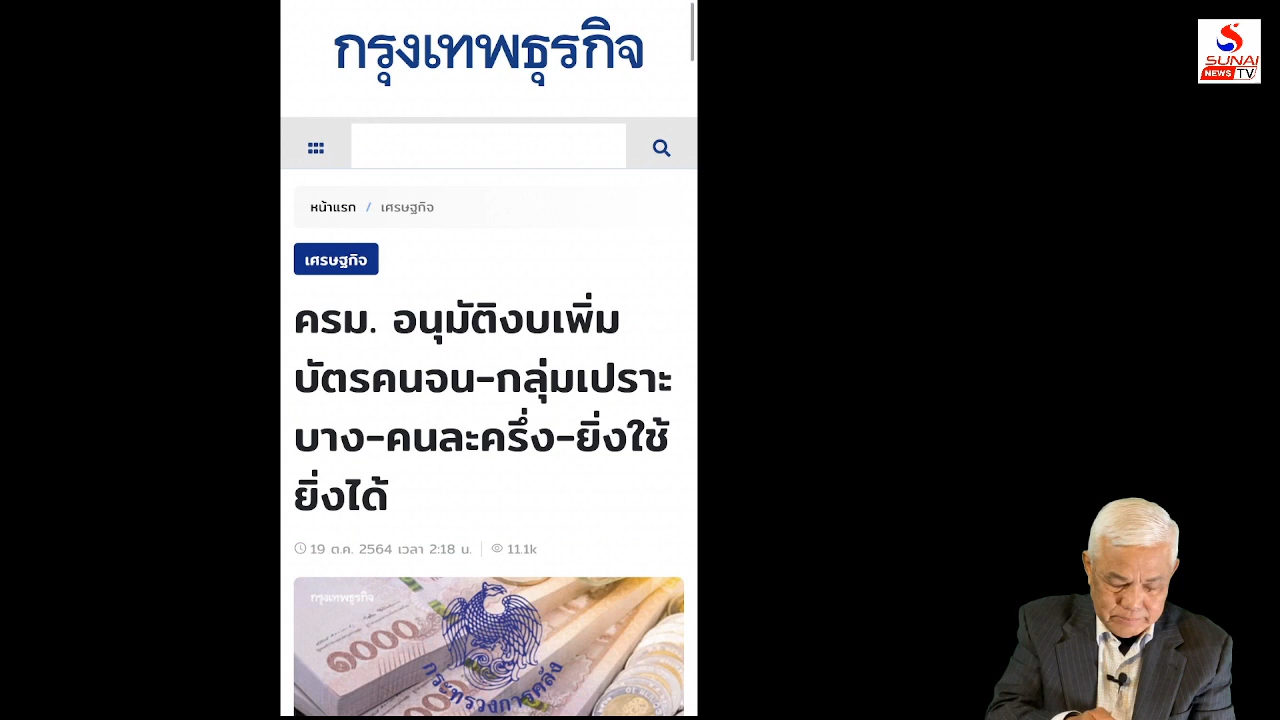 กรุงเทพธุรกิจ
SUNAI
NEWS TV
หน้าแรก / เศรษฐกิจ
เศรษฐกิจ
ครม. อนุมัติงบเพิ่ม
บัตรคนจน-กลุ่มเปราะ
บาง-คนละครึ่ง-ยิ่งใช้
ยิ่งได้
19 ต.ค. 2564 เวลา 2:18 น. 11.1k
กรุงเทพธุรกิจ
๑๐๐๐
กระทรวงการคลัง